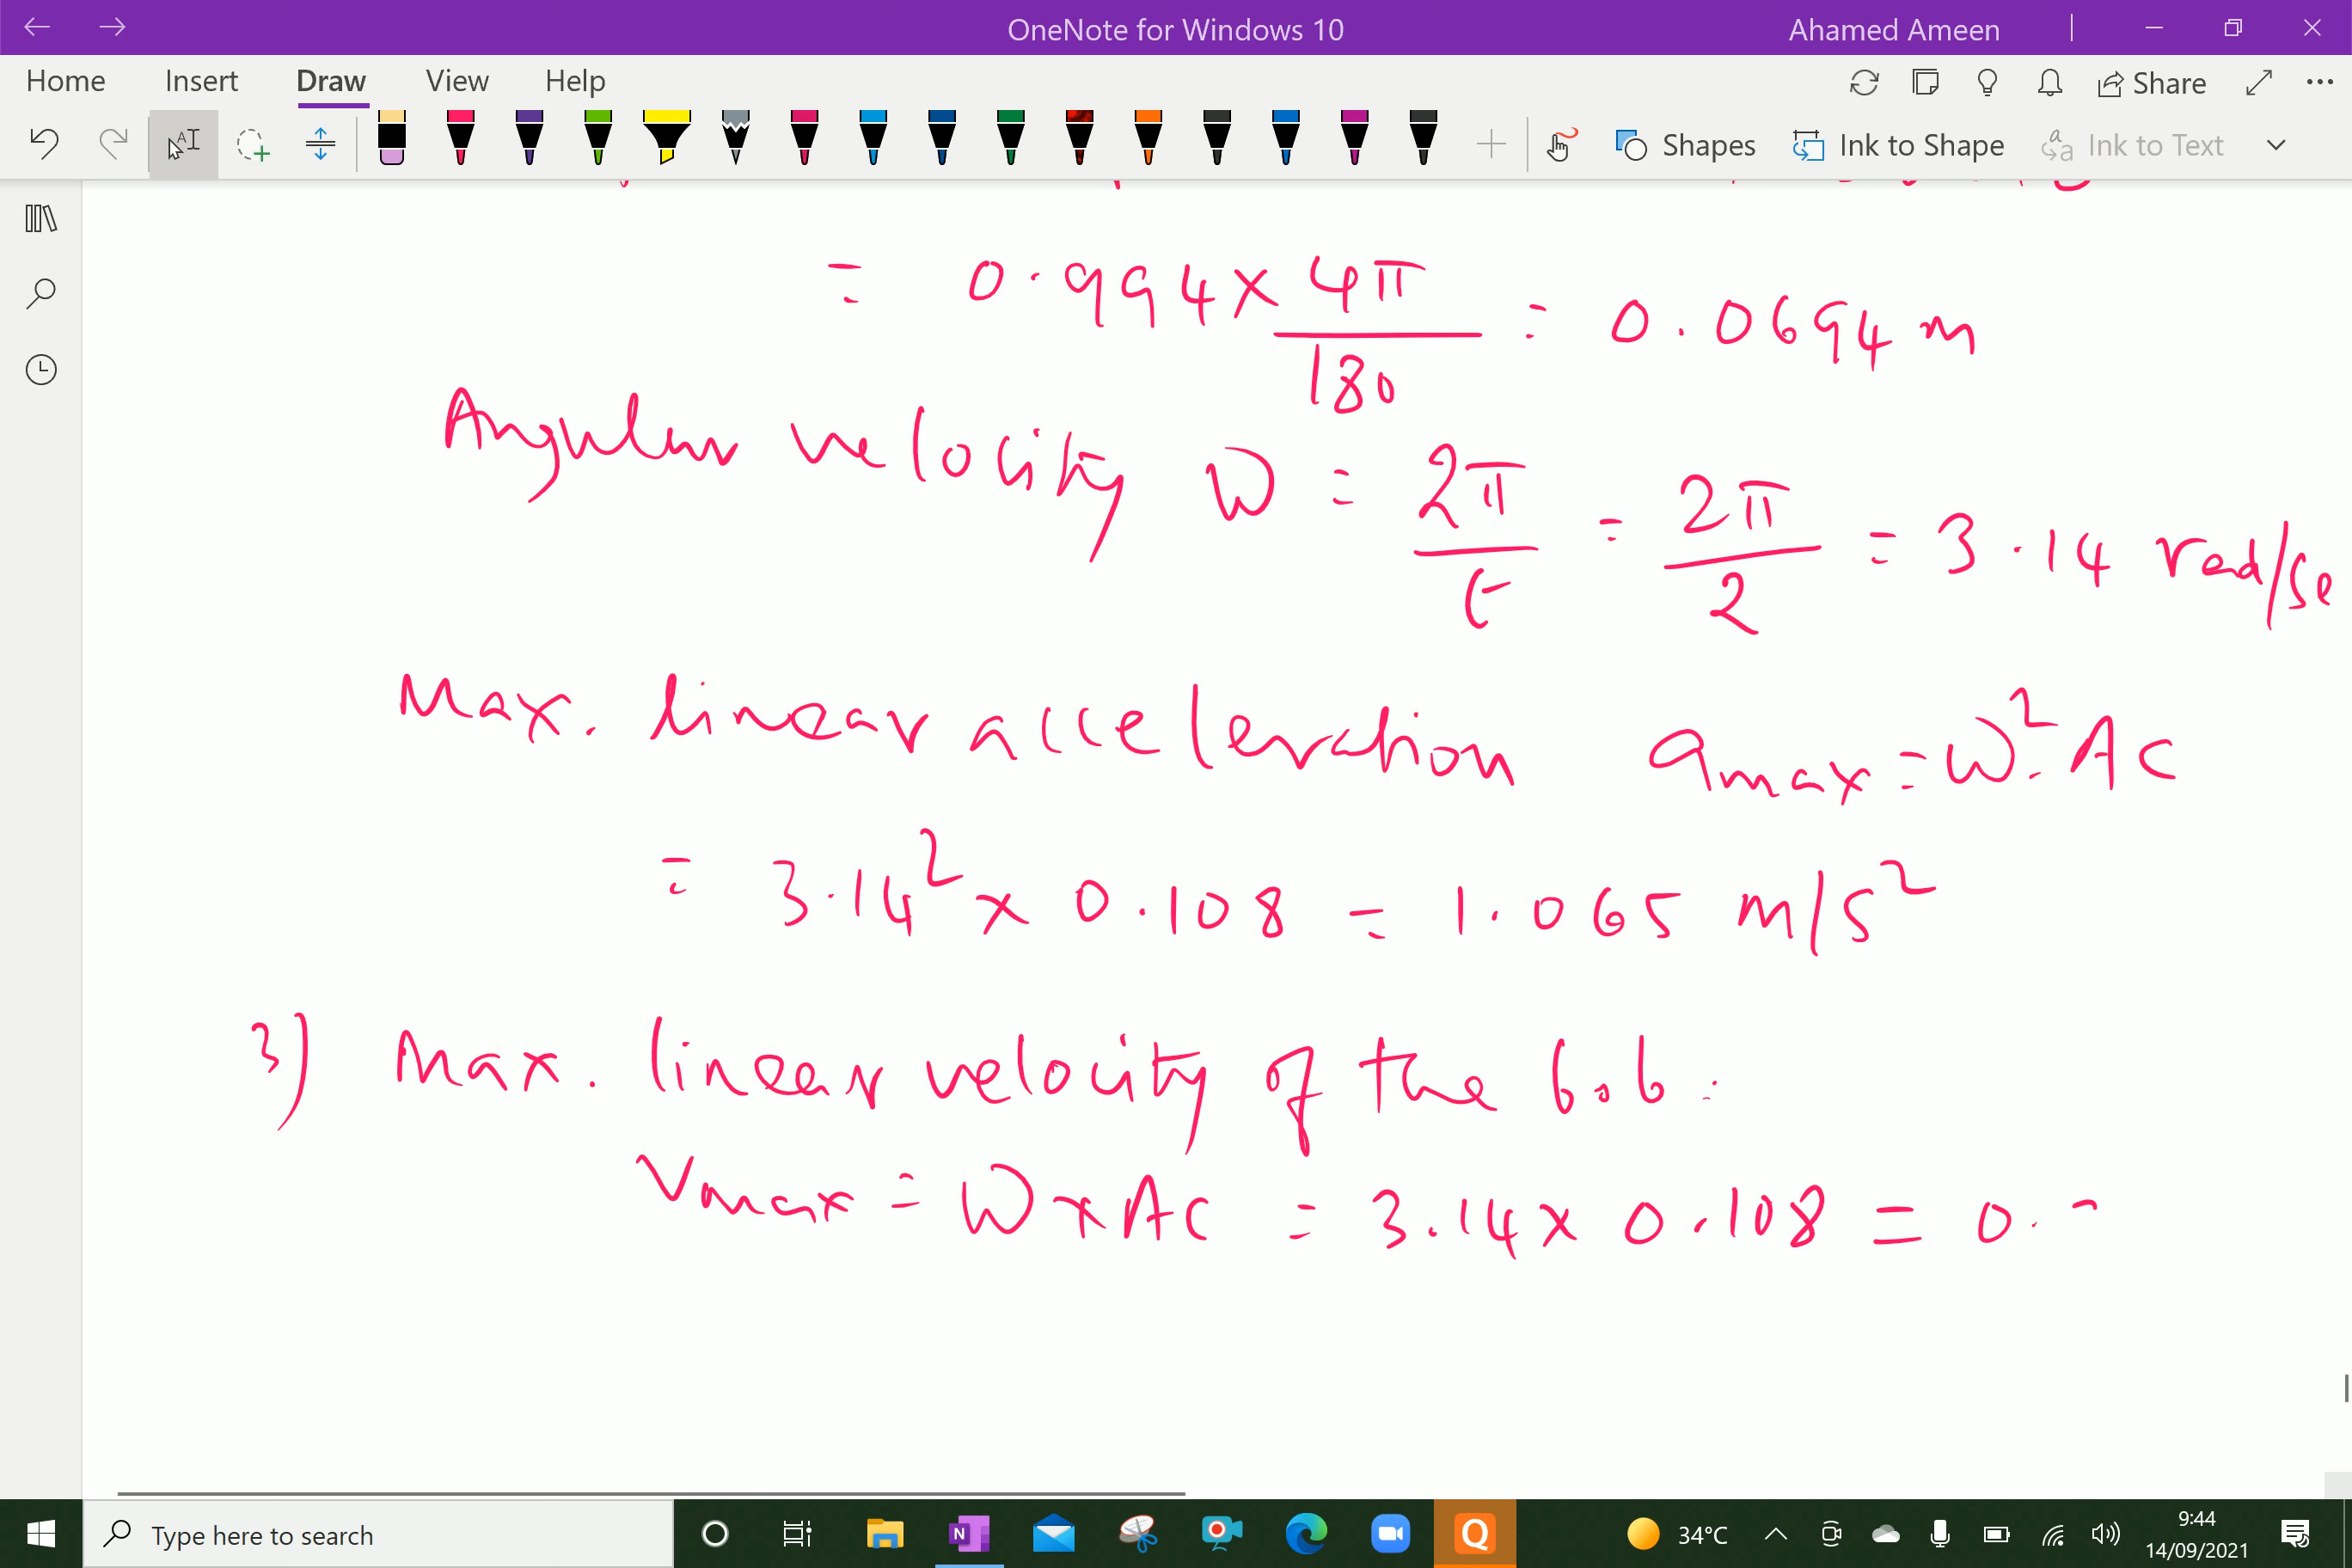 OneNote for Windows 10
Ahamed Ameen
Home Insert Draw View Help
Share
Shapes
Ink to Shape
Ink to Text
= 0.994 × 4π/180 = 0.0694 m
Angular velocity ω = 2π/t = 2π/2 = 3.14 rad/se
Max. linear acceleration amax = ω². AC
= 3.14² × 0.108 = 1.065 m/s²
3) Max. linear velocity of the bob :
Vmax = ω × AC = 3.14 × 0.108 = 0.
Type here to search
34°C
9:44
14/09/2021